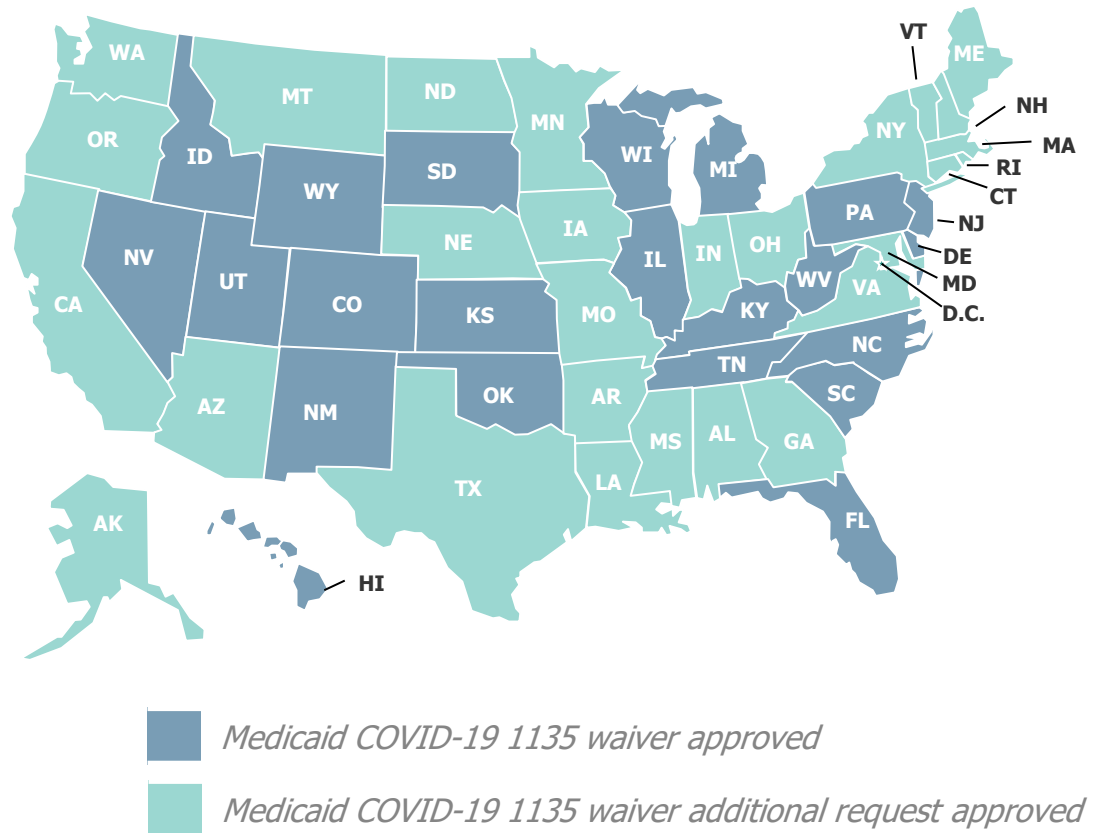 VT
WA
ME
ND
MT
NH
MN
NY
OR
MA
WI
ID
RI
MI
SD
WY
CT
PA
NJ
IA
NE
OH
IN
NV
DE
IL
UT
WV
MD
VA
CA
CO
KY
D.C.
KS
MO
NC
TN
SC
OK
AR
AZ
NM
AL
MS
GA
LA
TX
FL
AK
HI
Medicaid COVID-19 1135 waiver approved
Medicaid COVID-19 1135 waiver additional request approved